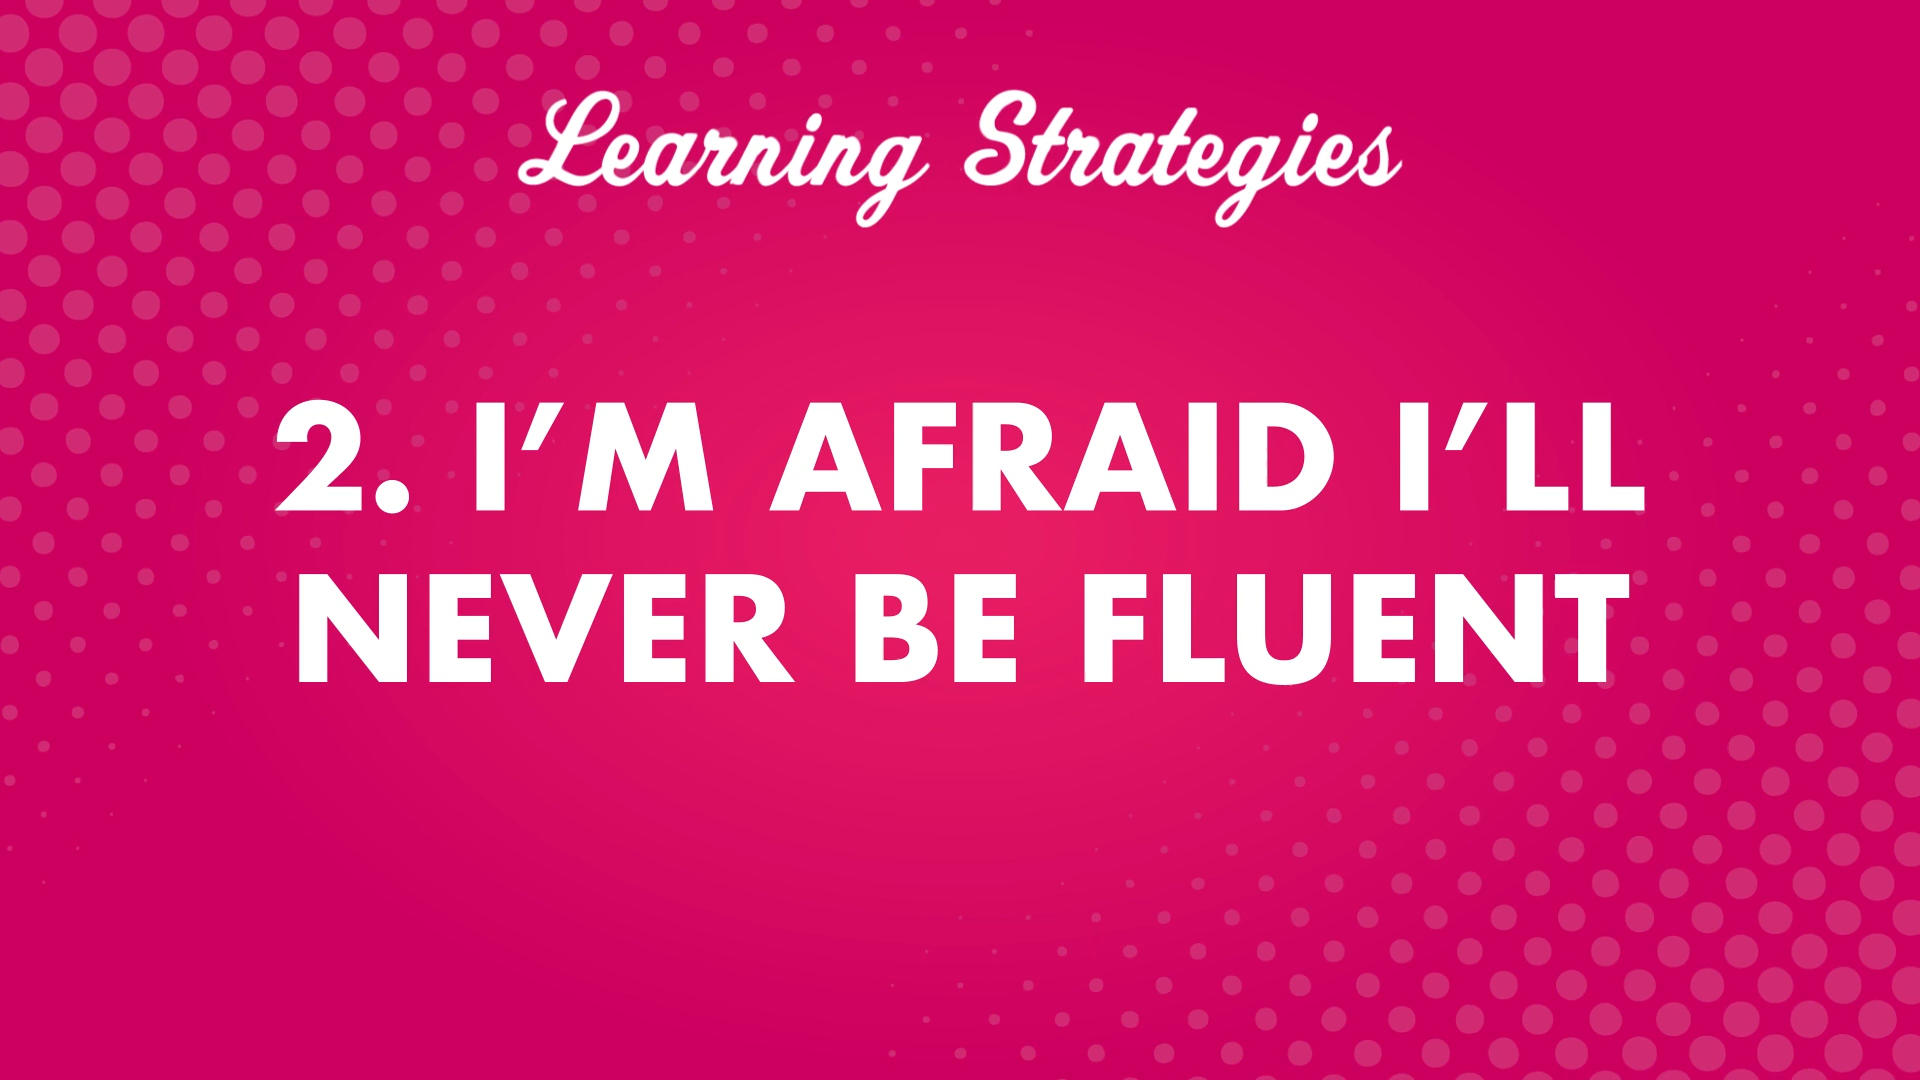 Learning Strategies
2. I’M AFRAID I’LL
NEVER BE FLUENT